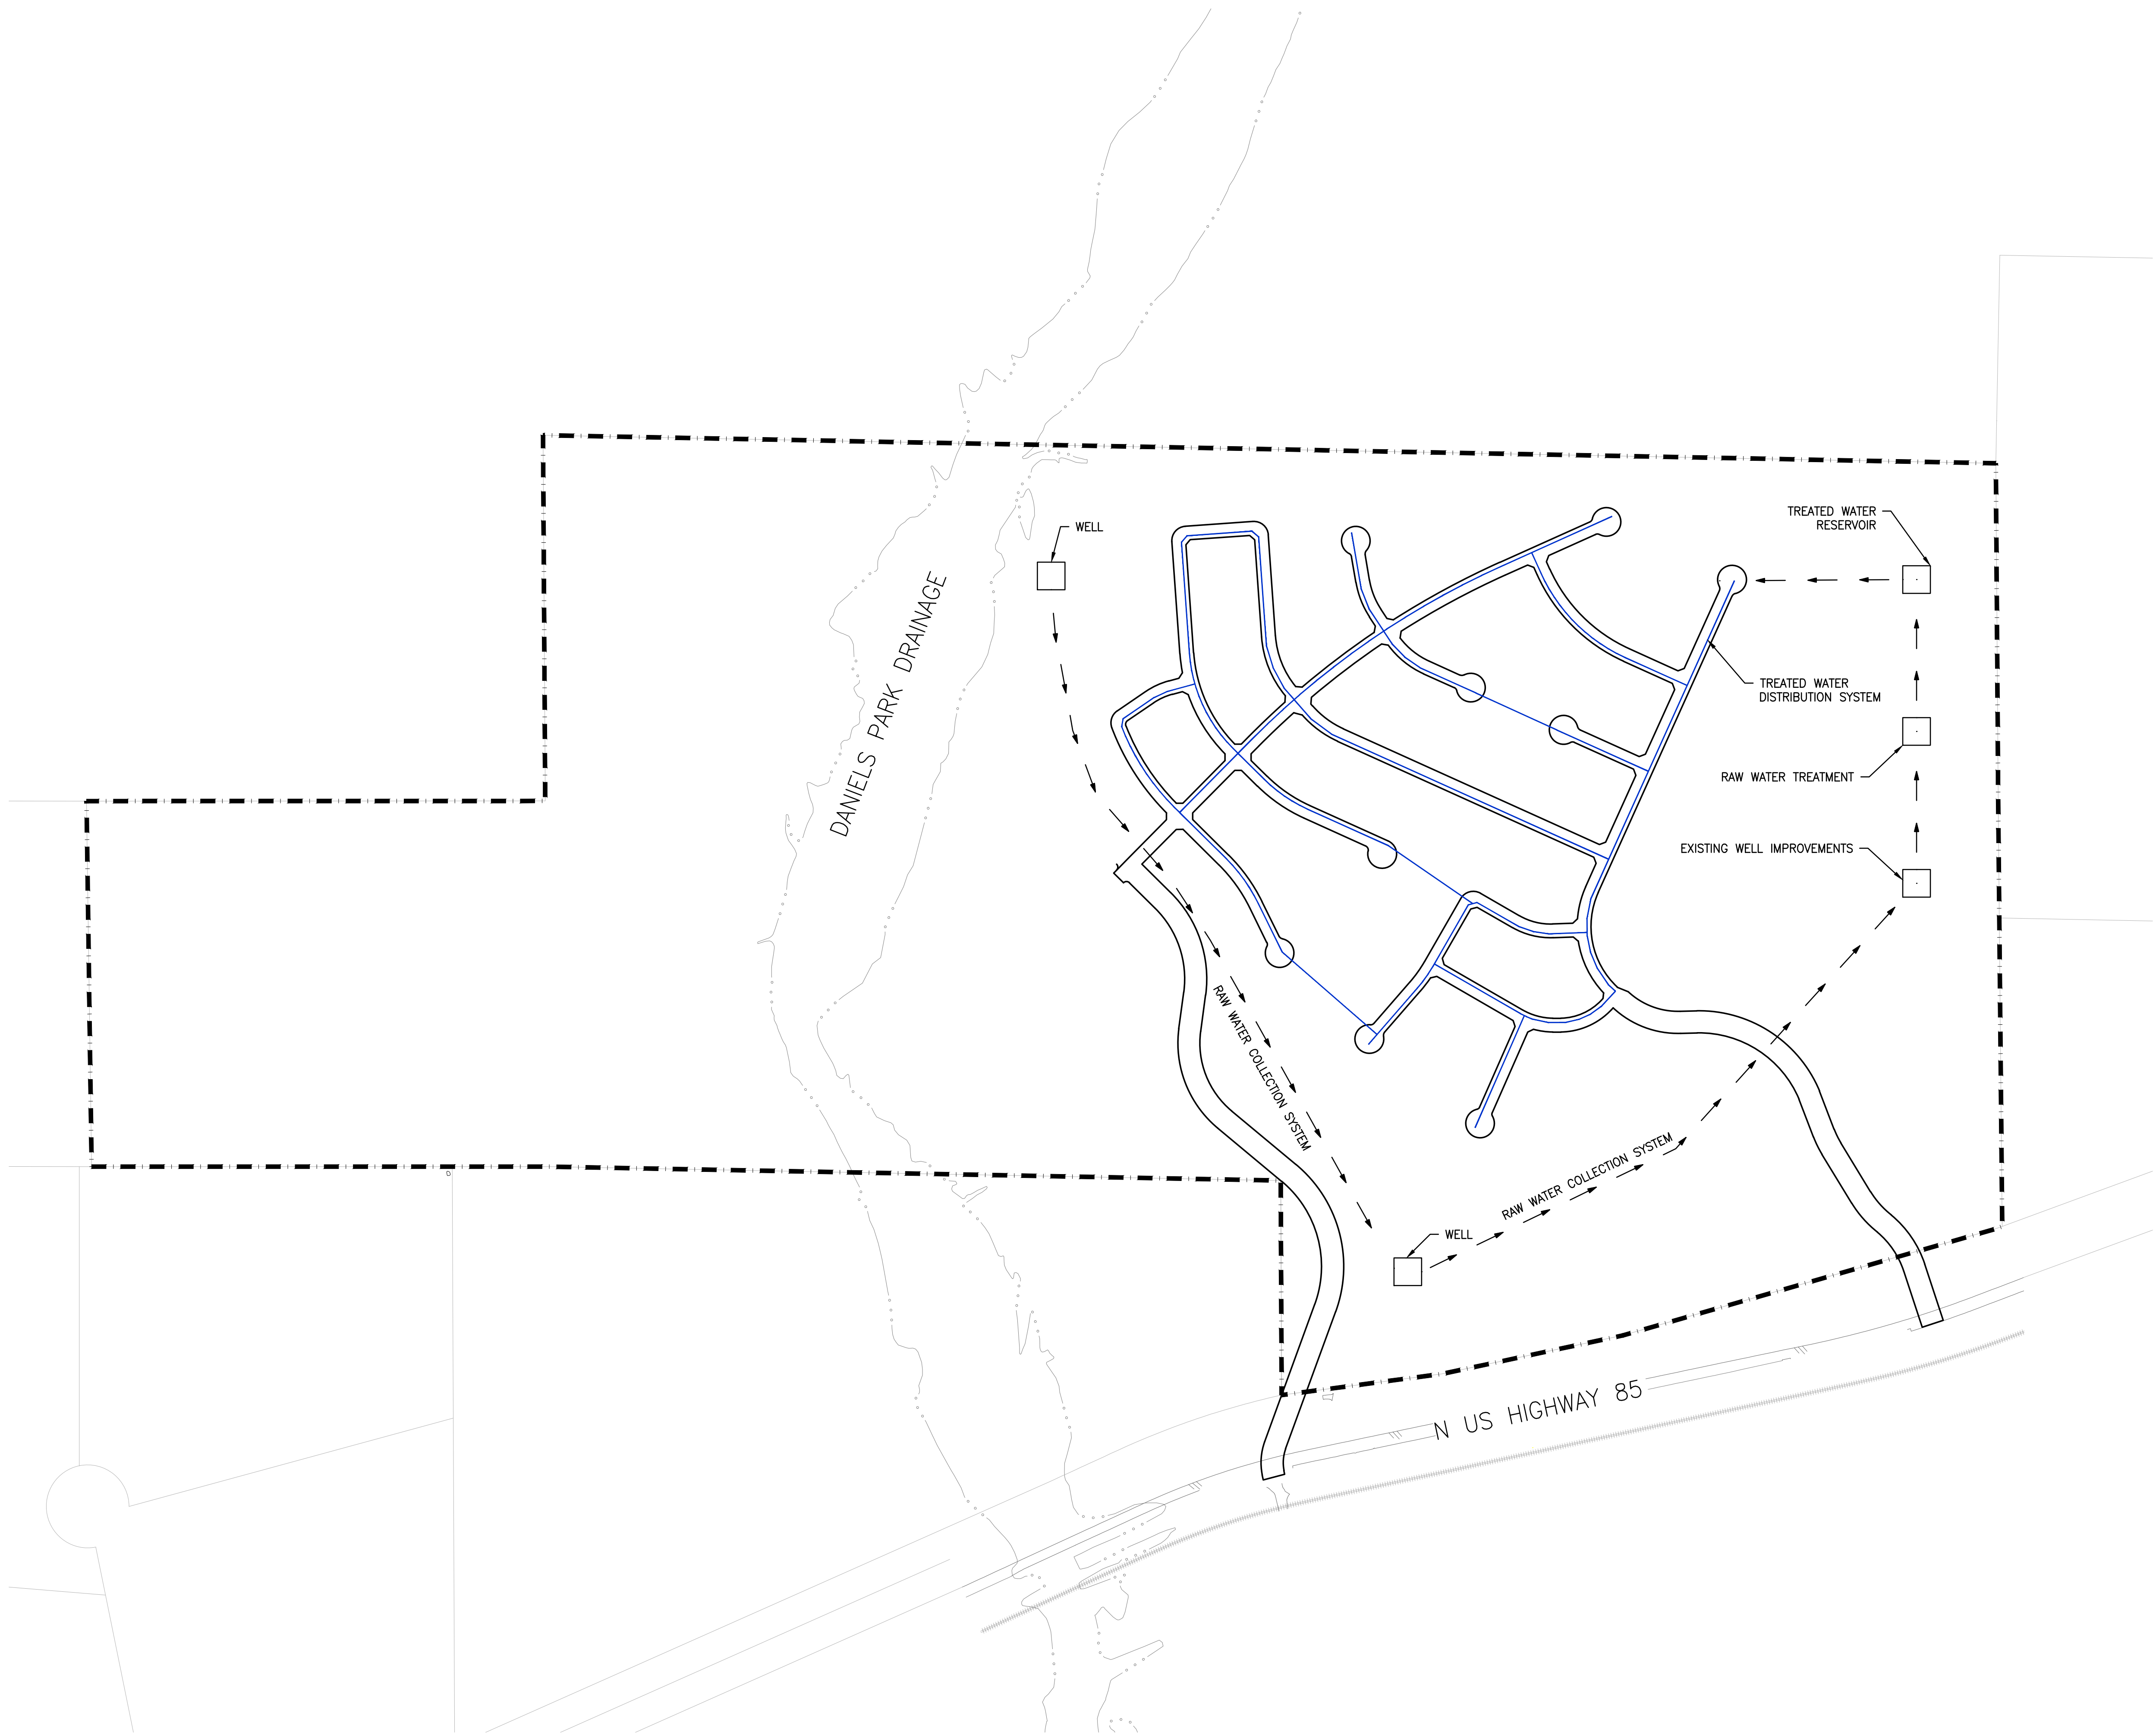 TREATED WATER
RESERVOIR
WELL
DANIELS PARK DRAINAGE
TREATED WATER
DISTRIBUTION SYSTEM
RAW WATER TREATMENT
EXISTING WELL IMPROVEMENTS
RAW WATER COLLECTION SYSTEM
RAW WATER COLLECTION SYSTEM
WELL
N US HIGHWAY 85